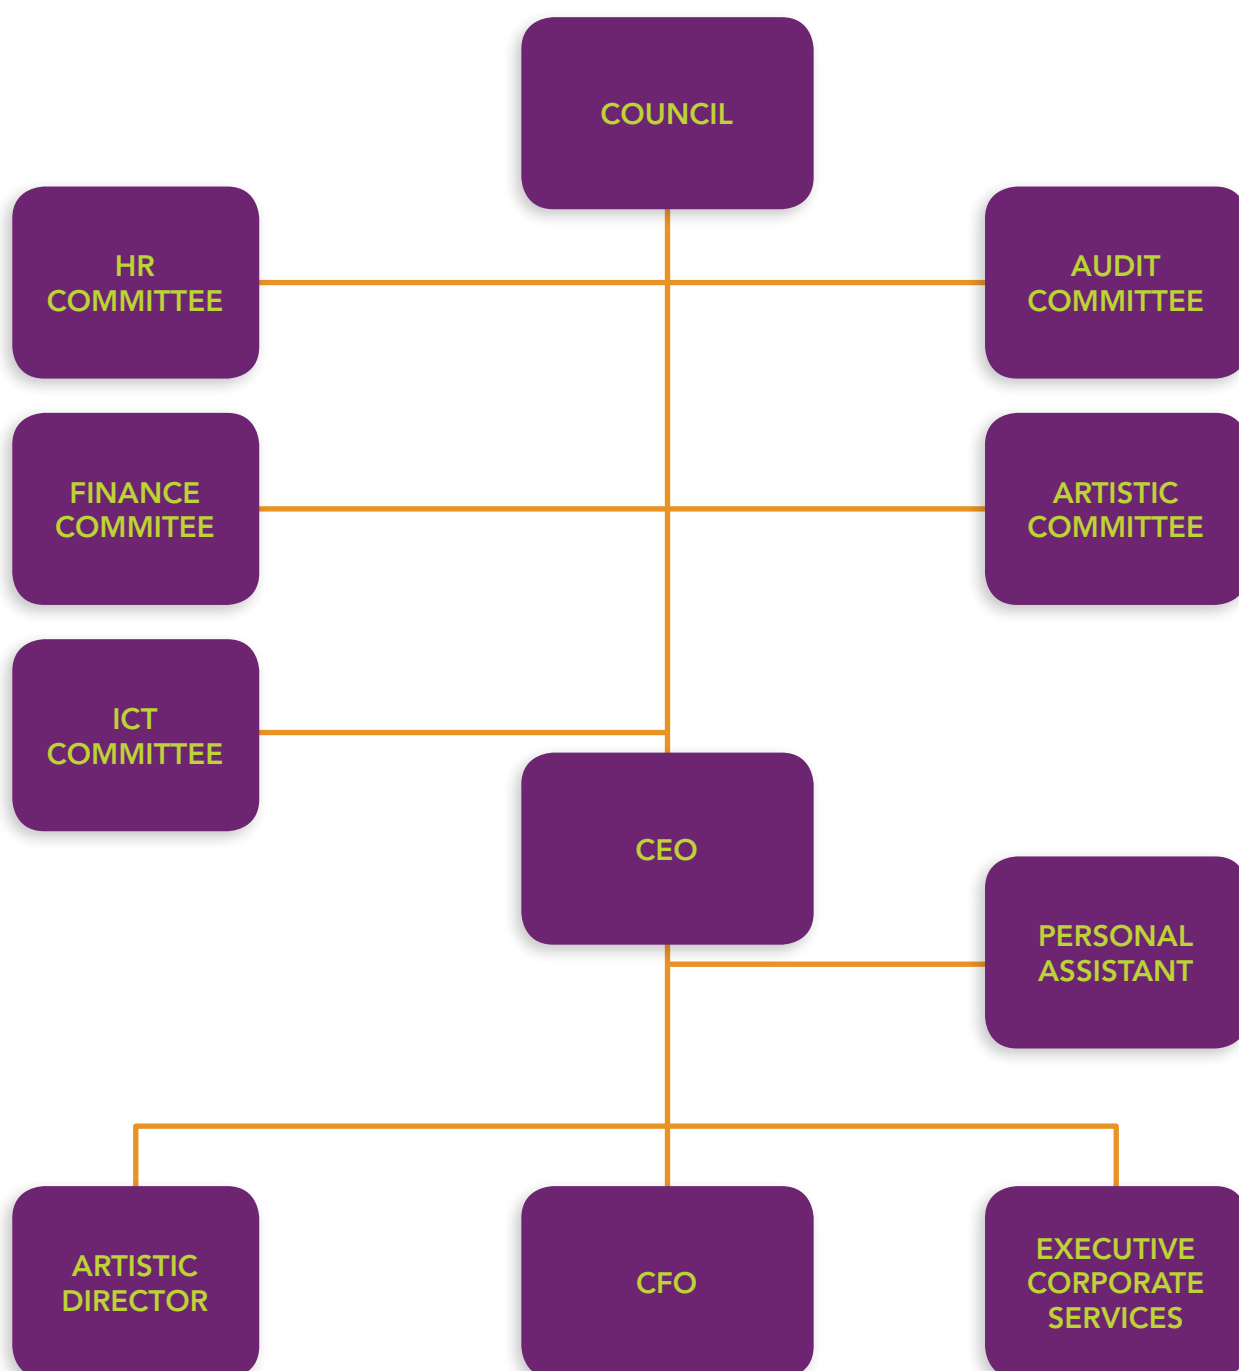 COUNCIL
HR
COMMITTEE
AUDIT
COMMITTEE
FINANCE
COMMITEE
ARTISTIC
COMMITTEE
ICT
COMMITTEE
CEO
PERSONAL
ASSISTANT
ARTISTIC
DIRECTOR
CFO
EXECUTIVE
CORPORATE
SERVICES